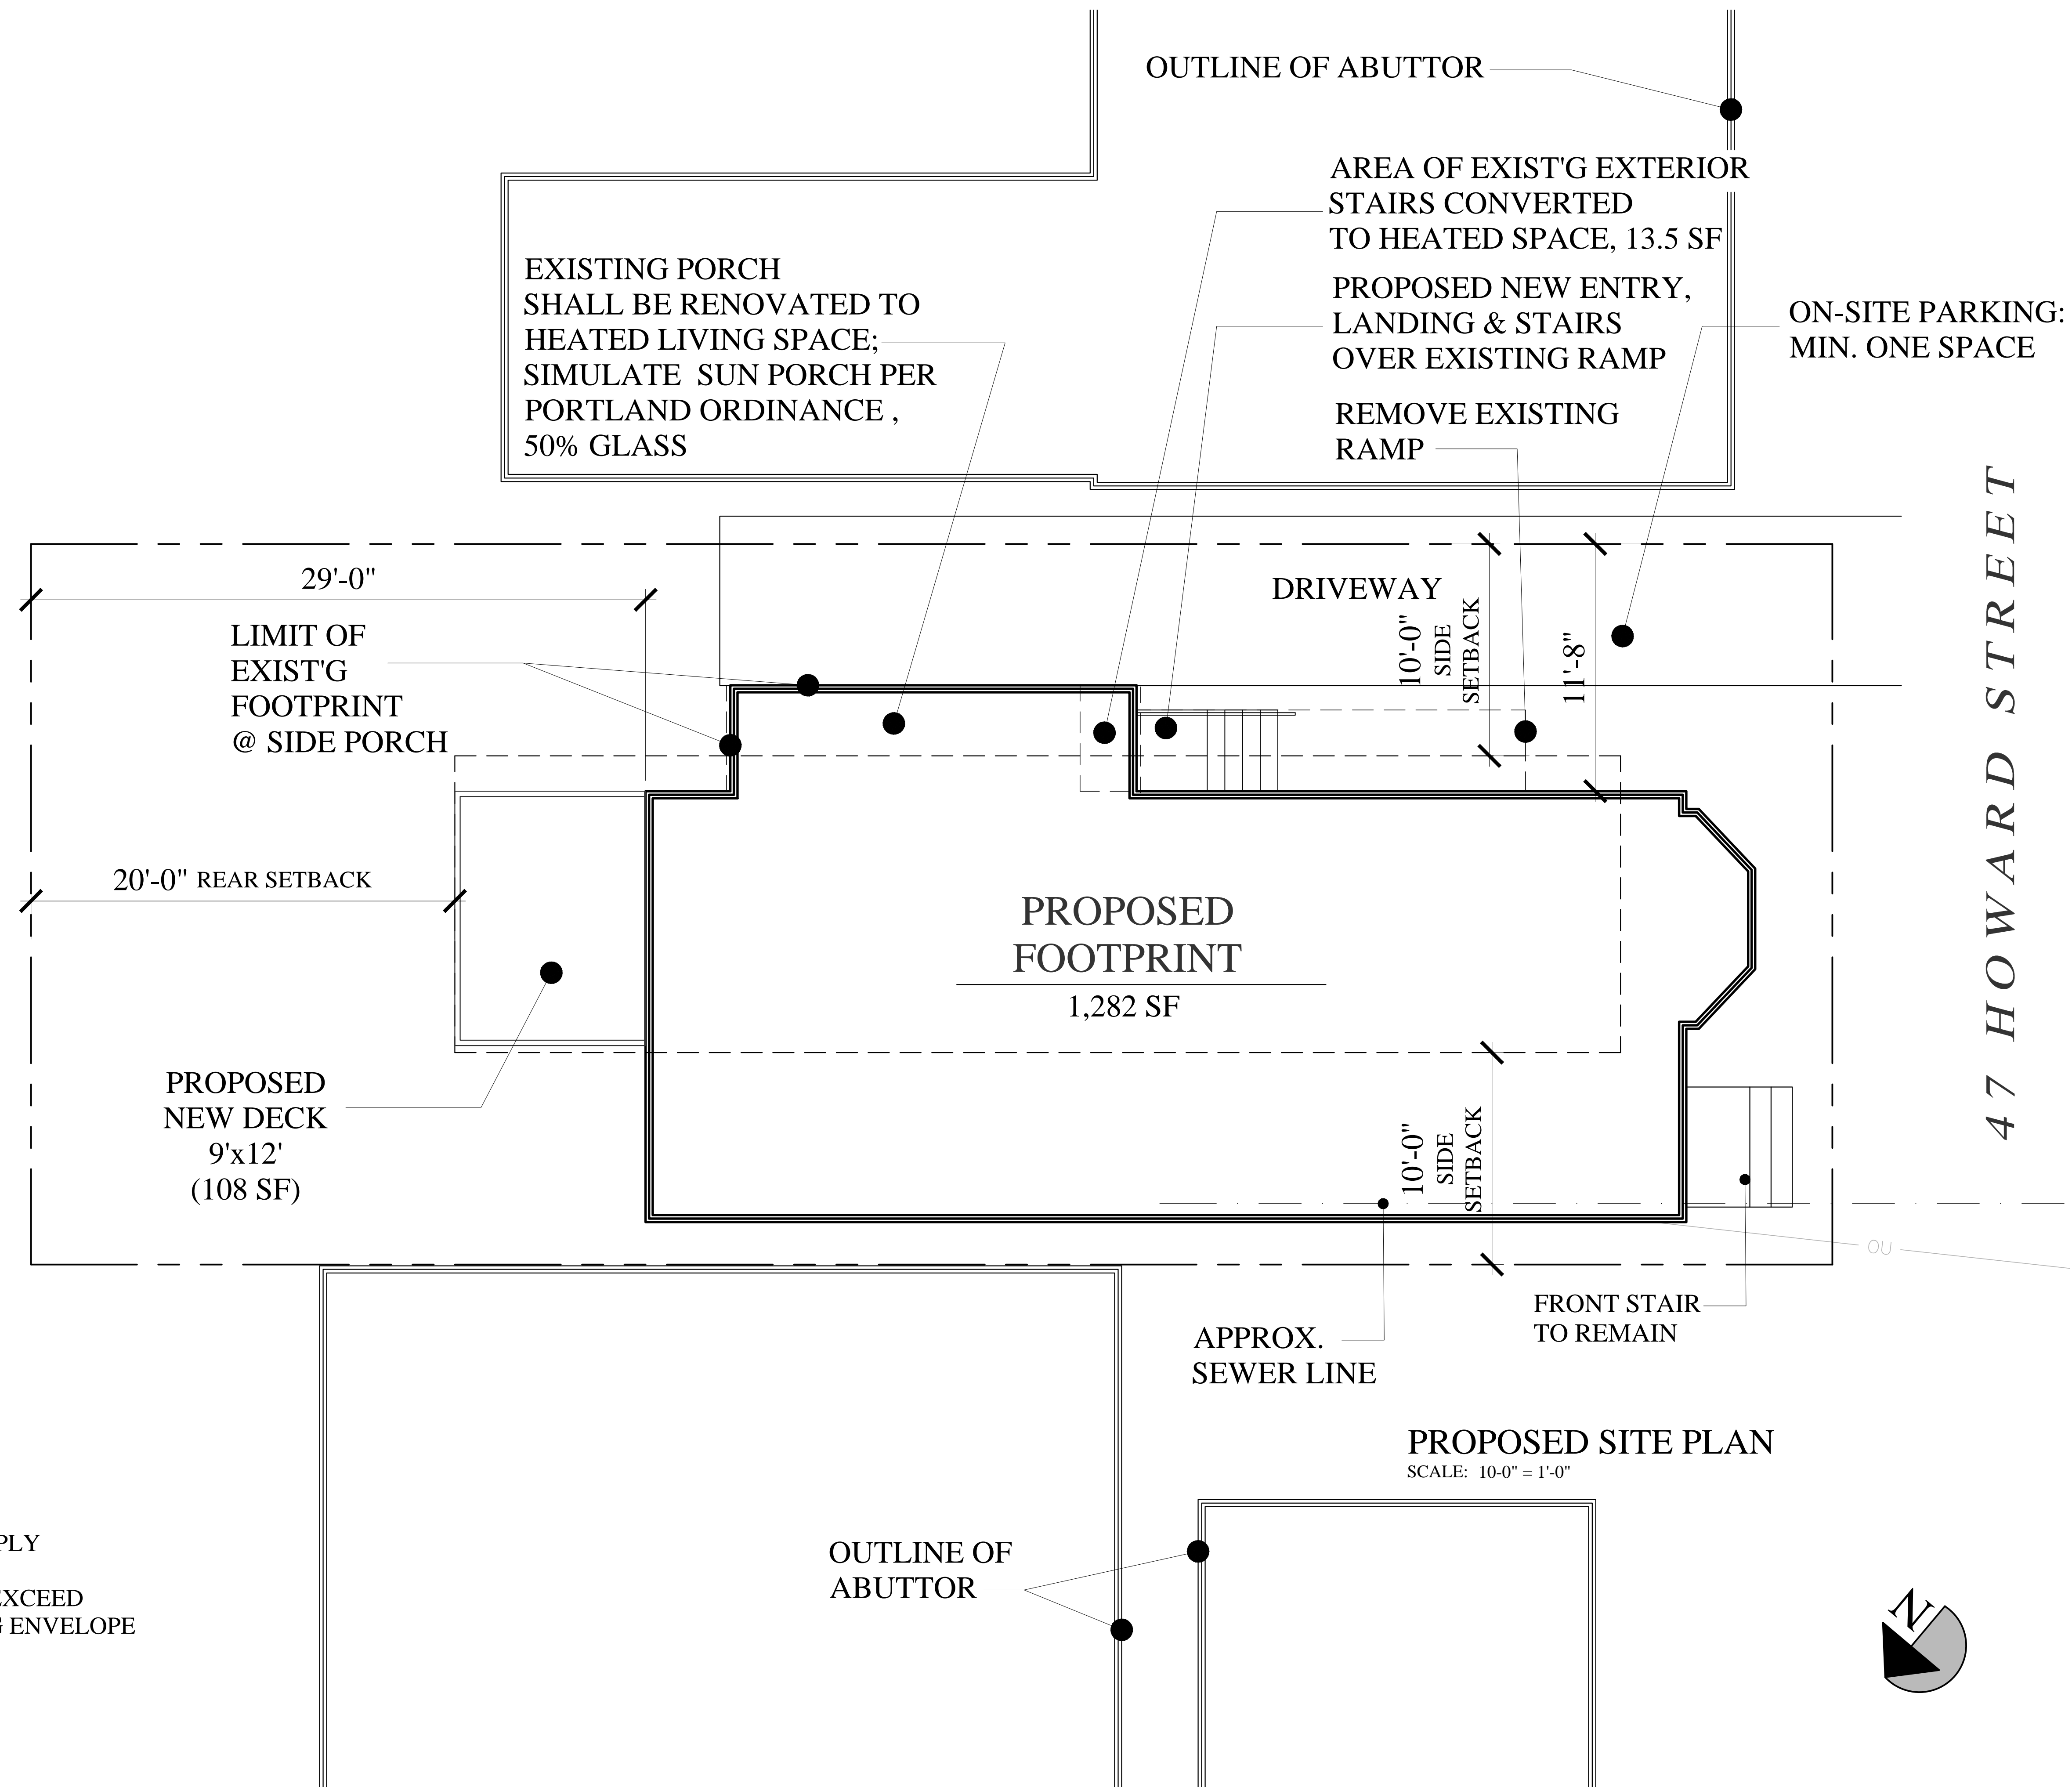 OUTLINE OF ABUTTOR
AREA OF EXIST'G EXTERIOR
STAIRS CONVERTED
TO HEATED SPACE, 13.5 SF
EXISTING PORCH
SHALL BE RENOVATED TO
HEATED LIVING SPACE;
SIMULATE SUN PORCH PER
PORTLAND ORDINANCE ,
50% GLASS
PROPOSED NEW ENTRY,
LANDING & STAIRS
OVER EXISTING RAMP
ON-SITE PARKING:
MIN. ONE SPACE
REMOVE EXISTING
RAMP
47 HOWARD STREET
29'-0"
DRIVEWAY
10'-0"
SIDE
SETBACK
11'-8"
LIMIT OF
EXIST'G
FOOTPRINT
@ SIDE PORCH
20'-0" REAR SETBACK
PROPOSED
FOOTPRINT
1,282 SF
PROPOSED
NEW DECK
9'x12'
(108 SF)
10'-0"
SIDE
SETBACK
OU
FRONT STAIR
TO REMAIN
APPROX.
SEWER LINE
PROPOSED SITE PLAN
SCALE: 10-0" = 1'-0"
PLY
EXCEED
ENVELOPE
OUTLINE OF
ABUTTOR
N